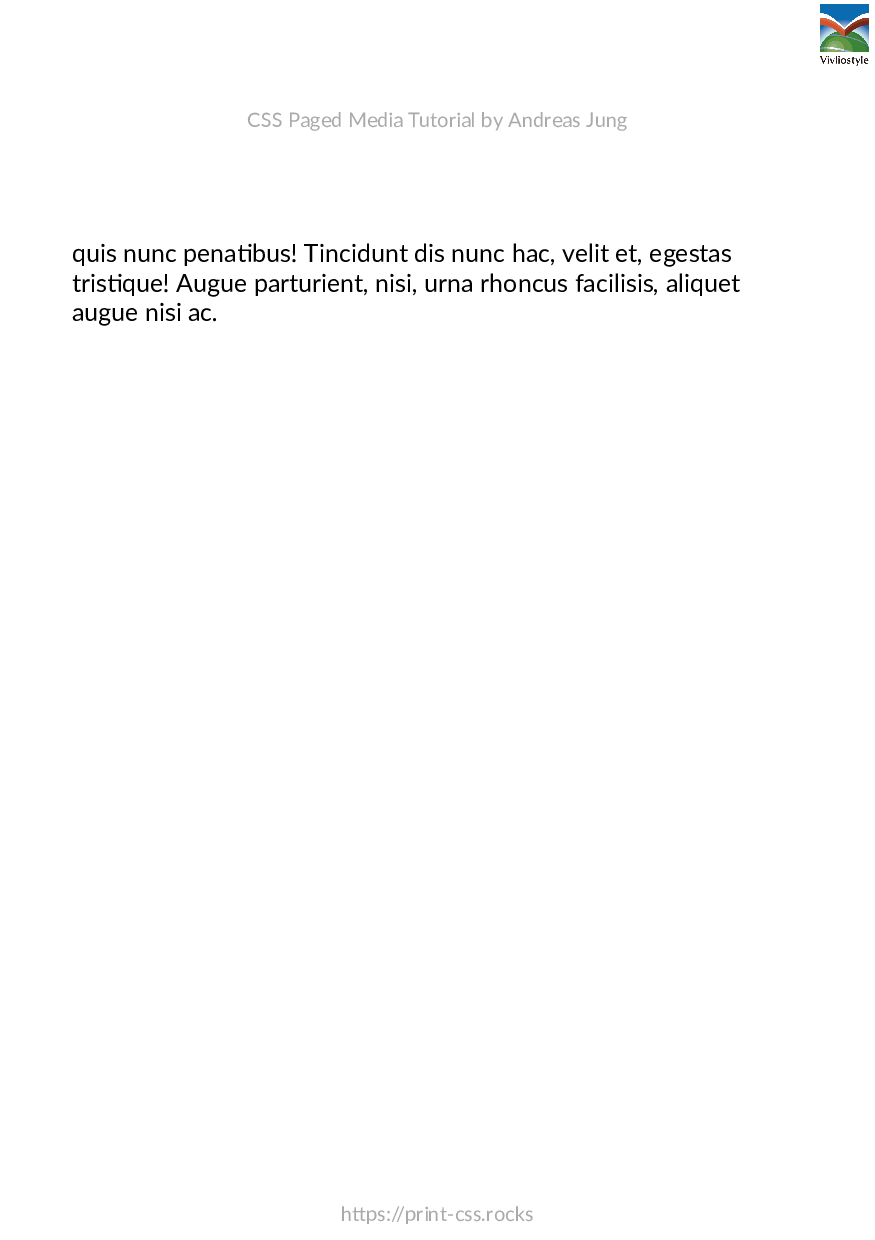 Vivliostyle
CSS Paged Media Tutorial by Andreas Jung
quis nunc penatibus! Tincidunt dis nunc hac, velit et, egestas
tristique! Augue parturient, nisi, urna rhoncus facilisis, aliquet
augue nisi ac.
https://print-css.rocks